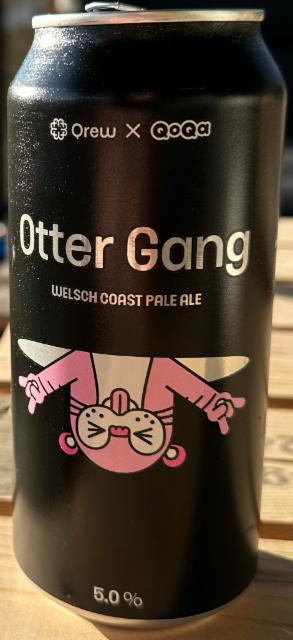 Qrew X QoQa
Otter Gang
WELSCH COAST PALE ALE
5.0 %